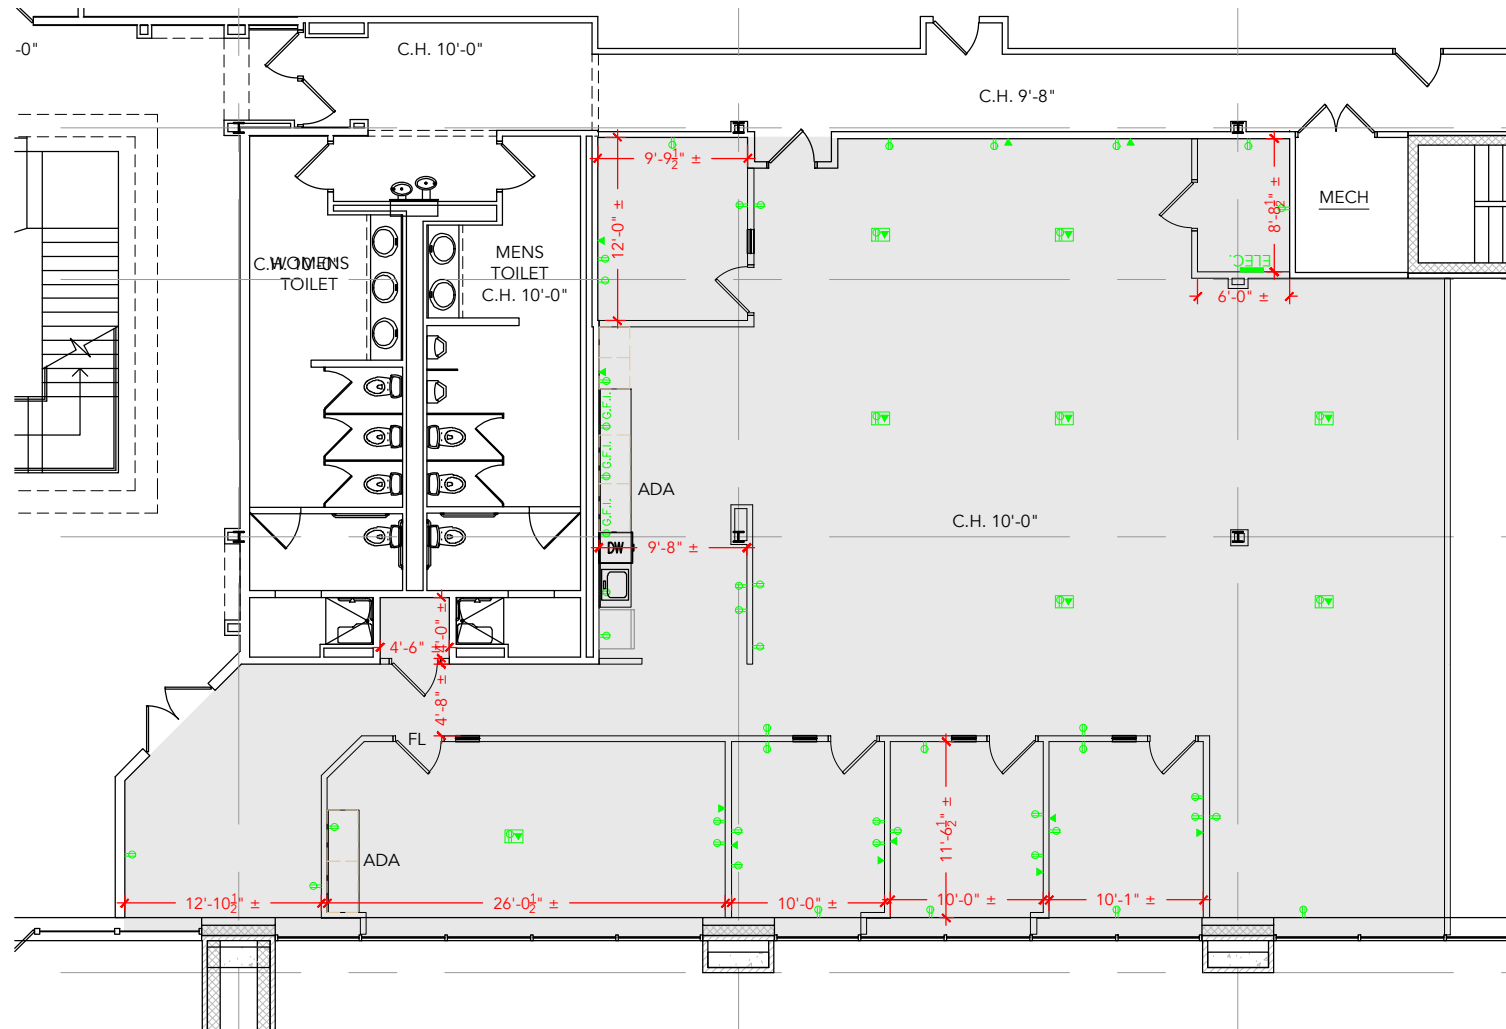 -0"
C.H. 10'-0"
C.H. 9'-8"
9'-9½" ±
12'-0" ±
8'-8½" ±
MECH
ELEC.
6'-0" ±
WOMENS
C.H. 10'-0"
TOILET
MENS
TOILET
C.H. 10'-0"
G.F.I.
G.F.I.
G.F.I.
ADA
C.H. 10'-0"
DW
9'-8" ±
4'-6" ±
4'-0" ±
4'-8" ±
FL
11'-6½" ±
ADA
12'-10½" ±
26'-0½" ±
10'-0" ±
10'-0" ±
10'-1" ±